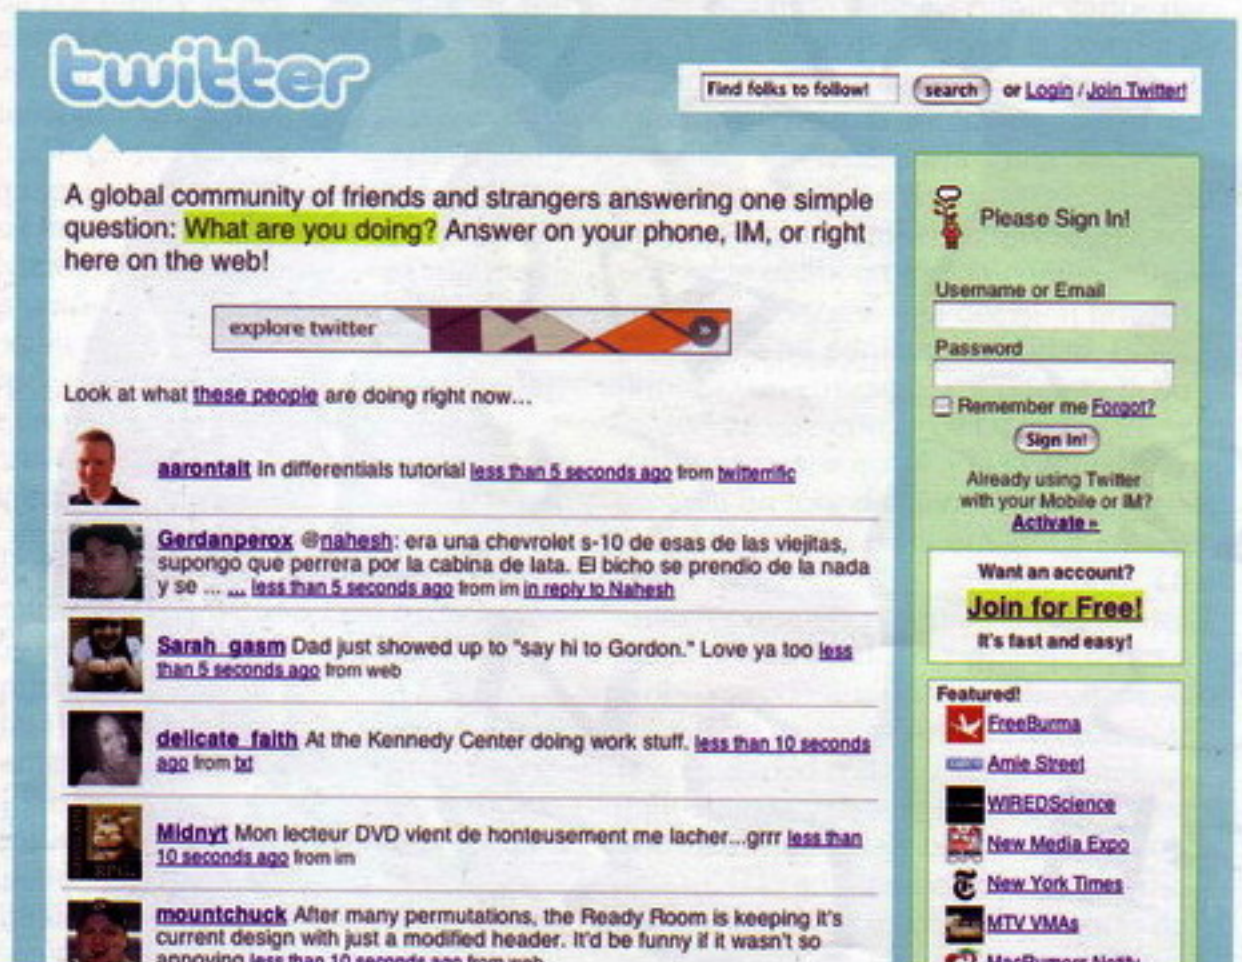 twitter
Find folks to follow!
search
or Login / Join Twitter!
A global community of friends and strangers answering one simple
question: What are you doing? Answer on your phone, IM, or right
here on the web!
explore twitter
Look at what these people are doing right now...
aarontait In differentials tutorial less than 5 seconds ago from twitterrific
Gerdanperox @nahesh: era una chevrolet s-10 de esas de las viejitas,
supongo que perrera por la cabina de lata. El bicho se prendio de la nada
y se ... ... less than 5 seconds ago from im in reply to Nahesh
Sarah_gasm Dad just showed up to "say hi to Gordon." Love ya too less
than 5 seconds ago from web
delicate_faith At the Kennedy Center doing work stuff. less than 10 seconds
ago from txt
Midnyt Mon lecteur DVD vient de honteusement me lacher...grrr less than
10 seconds ago from im
RPG.
mountchuck After many permutations, the Ready Room is keeping it's
current design with just a modified header. It'd be funny if it wasn't so
annoying less than 10 seconds ago from web
Please Sign In!
Username or Email
Password
Remember me Forgot?
Sign In!
Already using Twitter
with your Mobile or IM?
Activate »
Want an account?
Join for Free!
It's fast and easy!
Featured!
FreeBurma
Amie Street
WIREDScience
New Media Expo
New York Times
MTV VMAs
MacRumors Notify